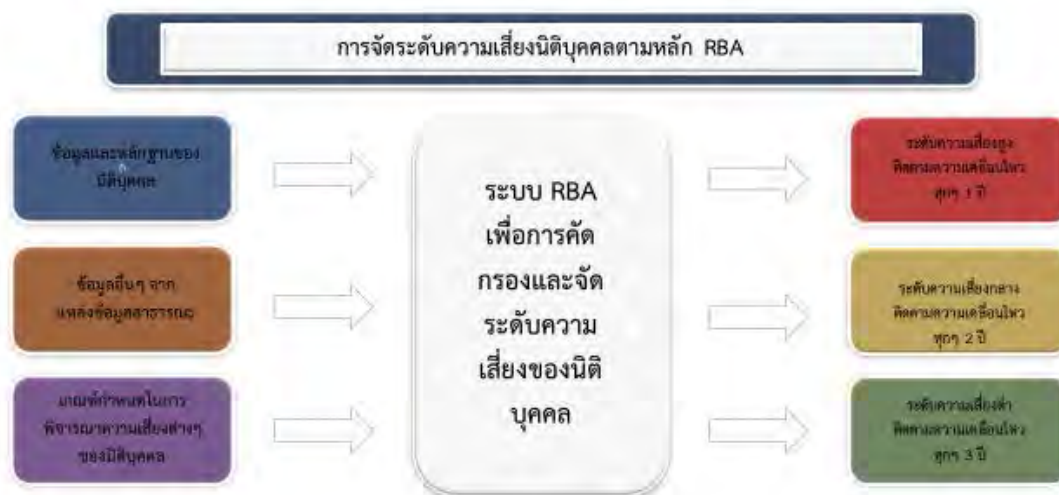 การจัดระดับความเสี่ยงนิติบุคคลตามหลัก RBA
ข้อมูลและหลักฐานของ
นิติบุคคล
ข้อมูลอื่นๆ จาก
แหล่งข้อมูลสาธารณะ
เกณฑ์กำหนดในการ
พิจารณาความเสี่ยงต่างๆ
ของนิติบุคคล
ระบบ RBA
เพื่อการคัด
กรองและจัด
ระดับความ
เสี่ยงของนิติ
บุคคล
ระดับความเสี่ยงสูง
ติดตามความเคลื่อนไหว
ทุกๆ 1 ปี
ระดับความเสี่ยงกลาง
ติดตามความเคลื่อนไหว
ทุกๆ 2 ปี
ระดับความเสี่ยงต่ำ
ติดตามความเคลื่อนไหว
ทุกๆ 3 ปี